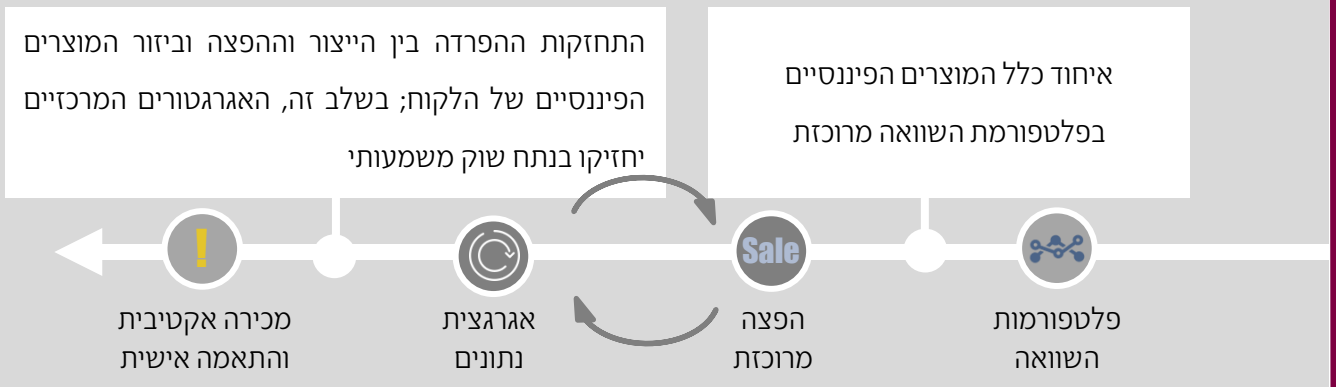 איחוד כלל המוצרים הפיננסיים
בפלטפורמת השוואה מרוכזת
התחזקות ההפרדה בין הייצור וההפצה וביזור המוצרים
הפיננסיים של הלקוח; בשלב זה, האגרגטורים המרכזיים
יחזיקו בנתח שוק משמעותי
פלטפורמות
השוואה
Sale
הפצה
מרוכזת
אגרגצית
נתונים
!
מכירה אקטיבית
והתאמה אישית